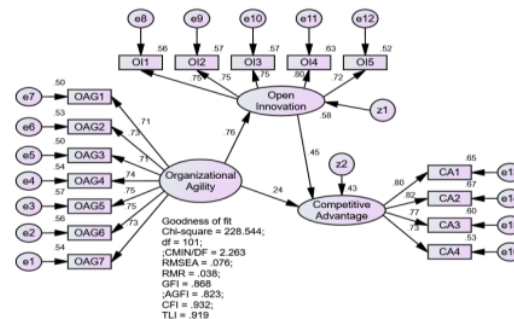 e8 e9 e10 e11 e12
.56 .57 .57 .63 .52
OI1 OI2 OI3 OI4 OI5
.75 .75 .75 .80 .72
Open
Innovation
.58
z1
e7 .50 OAG1
e6 .53 OAG2
e5 .50 OAG3
e4 .54 OAG4
e3 .57 OAG5
e2 .56 OAG6
e1 .54 OAG7
.71
.73
.71
.74
.75
.75
.73
Organizational
Agility
.76
.45
.24
z2
.43
Competitive
Advantage
.80
.82
.77
.73
.65
CA1
.67
CA2
.60
CA3
.53
CA4
Goodness of fit
Chi-square = 228.544;
df = 101;
;CMIN/DF = 2.263
RMSEA = .076;
RMR = .038;
GFI = .868
;AGFI = .823;
CFI = .932;
TLI = .919